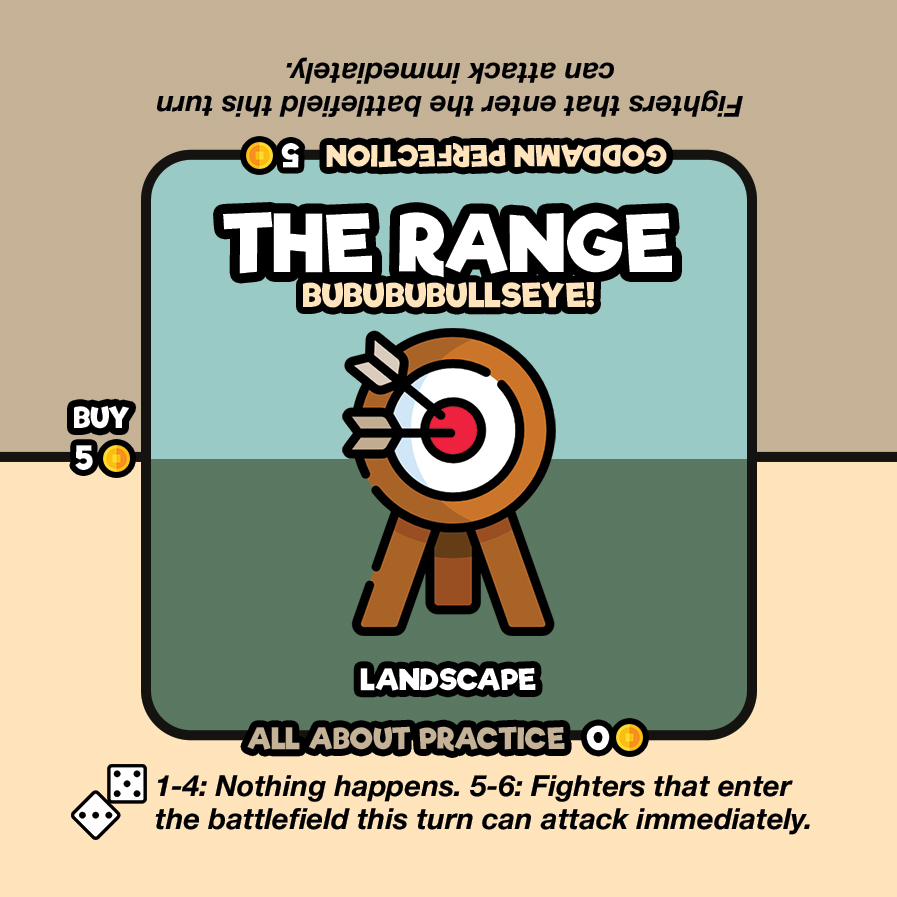 Fighters that enter the battlefield this turn
can attack immediately.
GODDAMN PERFECTION 5
THE RANGE
BUBUBUBULLSEYE!
BUY
5
LANDSCAPE
ALL ABOUT PRACTICE 0
1-4: Nothing happens. 5-6: Fighters that enter
the battlefield this turn can attack immediately.